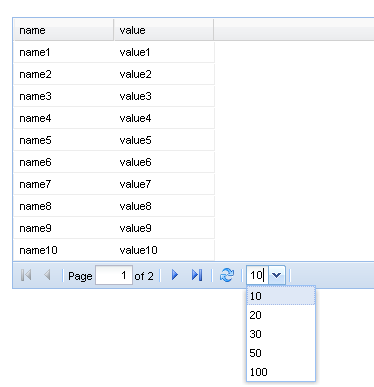 name value
name1 value1
name2 value2
name3 value3
name4 value4
name5 value5
name6 value6
name7 value7
name8 value8
name9 value9
name10 value10
Page 1 of 2 10
10
20
30
50
100